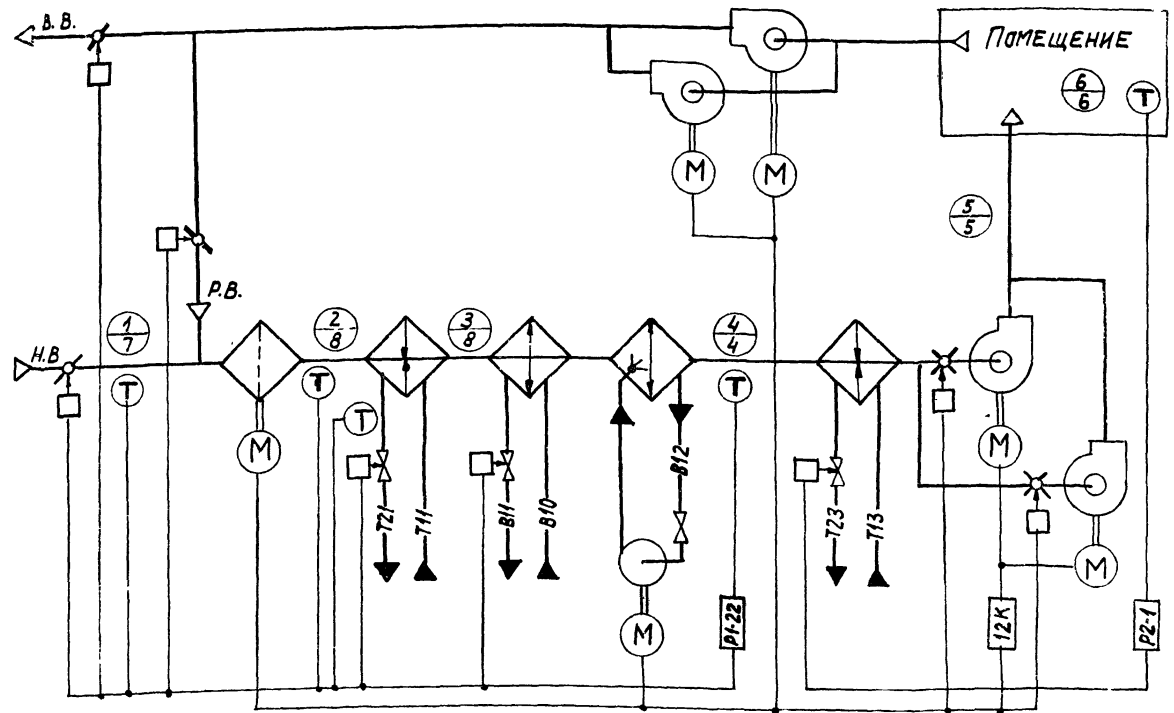 В.В.
ПОМЕЩЕНИЕ
6
6
Т
М
М
5
5
Р.В.
Н.В
1
7
2
8
3
8
4
4
Т
Т
Т
Т
М
М
М
М
Т21
Т11
В11
В10
В12
Т23
Т13
Р1-22
12К
Р2-1